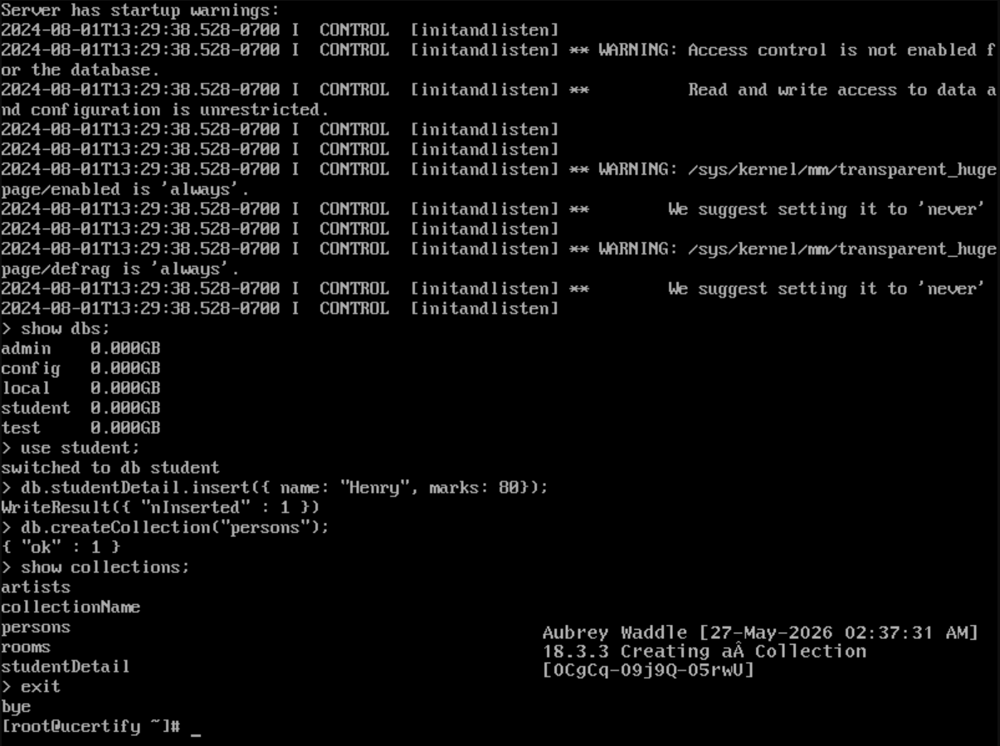 Server has startup warnings:
2024-08-01T13:29:38.528-0700 I  CONTROL  [initandlisten]
2024-08-01T13:29:38.528-0700 I  CONTROL  [initandlisten] ** WARNING: Access control is not enabled f
or the database.
2024-08-01T13:29:38.528-0700 I  CONTROL  [initandlisten] **          Read and write access to data a
nd configuration is unrestricted.
2024-08-01T13:29:38.528-0700 I  CONTROL  [initandlisten]
2024-08-01T13:29:38.528-0700 I  CONTROL  [initandlisten]
2024-08-01T13:29:38.528-0700 I  CONTROL  [initandlisten] ** WARNING: /sys/kernel/mm/transparent_huge
page/enabled is 'always'.
2024-08-01T13:29:38.528-0700 I  CONTROL  [initandlisten] **        We suggest setting it to 'never'
2024-08-01T13:29:38.528-0700 I  CONTROL  [initandlisten]
2024-08-01T13:29:38.528-0700 I  CONTROL  [initandlisten] ** WARNING: /sys/kernel/mm/transparent_huge
page/defrag is 'always'.
2024-08-01T13:29:38.528-0700 I  CONTROL  [initandlisten] **        We suggest setting it to 'never'
2024-08-01T13:29:38.528-0700 I  CONTROL  [initandlisten]
> show dbs;
admin    0.000GB
config   0.000GB
local    0.000GB
student  0.000GB
test     0.000GB
> use student;
switched to db student
> db.studentDetail.insert({ name: "Henry", marks: 80});
WriteResult({ "nInserted" : 1 })
> db.createCollection("persons");
{ "ok" : 1 }
> show collections;
artists
collectionName
persons
rooms
studentDetail
> exit
bye
[root@ucertify ~]# _
Aubrey Waddle [27-May-2026 02:37:31 AM]
18.3.3 Creating aÂ Collection
[OCgCq-O9j9Q-O5rwU]